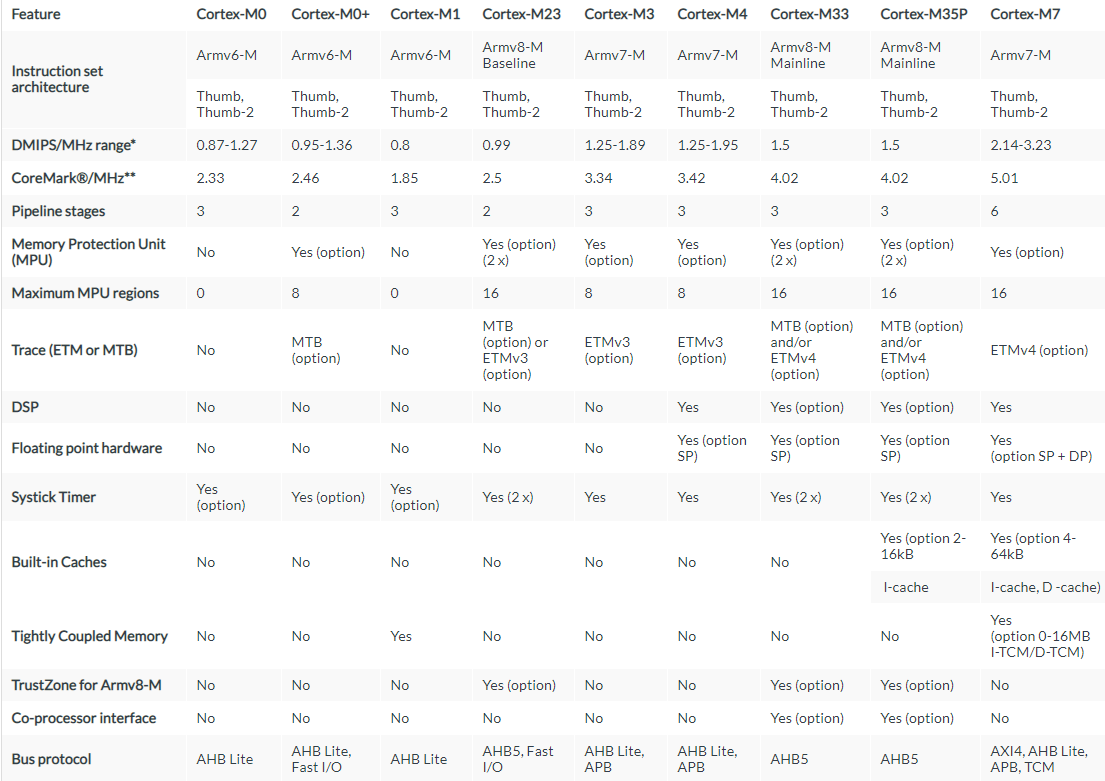 Feature Cortex-M0 Cortex-M0+ Cortex-M1 Cortex-M23 Cortex-M3 Cortex-M4 Cortex-M33 Cortex-M35P Cortex-M7
Instruction set
architecture
Armv6-M
Armv6-M
Armv6-M
Armv8-M
Baseline
Armv7-M
Armv7-M
Armv8-M
Mainline
Armv8-M
Mainline
Armv7-M
Thumb,
Thumb-2
Thumb,
Thumb-2
Thumb,
Thumb-2
Thumb,
Thumb-2
Thumb,
Thumb-2
Thumb,
Thumb-2
Thumb,
Thumb-2
Thumb,
Thumb-2
Thumb,
Thumb-2
DMIPS/MHz range* 0.87-1.27 0.95-1.36 0.8 0.99 1.25-1.89 1.25-1.95 1.5 1.5 2.14-3.23
CoreMark®/MHz** 2.33 2.46 1.85 2.5 3.34 3.42 4.02 4.02 5.01
Pipeline stages 3 2 3 2 3 3 3 3 6
Memory Protection Unit
(MPU)
No
Yes (option)
No
Yes (option)
(2 x)
Yes
(option)
Yes
(option)
Yes (option)
(2 x)
Yes (option)
(2 x)
Yes (option)
Maximum MPU regions 0 8 0 16 8 8 16 16 16
Trace (ETM or MTB)
No
MTB
(option)
No
MTB
(option) or
ETMv3
(option)
ETMv3
(option)
ETMv3
(option)
MTB (option)
and/or
ETMv4
(option)
MTB (option)
and/or
ETMv4
(option)
ETMv4 (option)
DSP No No No No No Yes Yes (option) Yes (option) Yes
Floating point hardware
No
No
No
No
No
Yes (option
SP)
Yes (option
SP)
Yes (option
SP)
Yes
(option SP + DP)
Systick Timer
Yes
(option)
Yes (option)
Yes
(option)
Yes (2 x)
Yes
Yes
Yes (2 x)
Yes (2 x)
Yes
Built-in Caches
No
No
No
No
No
No
No
Yes (option 2-
16kB
I-cache
Yes (option 4-
64kB
I-cache, D -cache)
Tightly Coupled Memory
No
No
Yes
No
No
No
No
No
Yes
(option 0-16MB
I-TCM/D-TCM)
TrustZone for Armv8-M No No No Yes (option) No No Yes (option) Yes (option) No
Co-processor interface No No No No No No Yes (option) Yes (option) No
Bus protocol
AHB Lite
AHB Lite,
Fast I/O
AHB Lite
AHB5, Fast
I/O
AHB Lite,
APB
AHB Lite,
APB
AHB5
AHB5
AXI4, AHB Lite,
APB, TCM